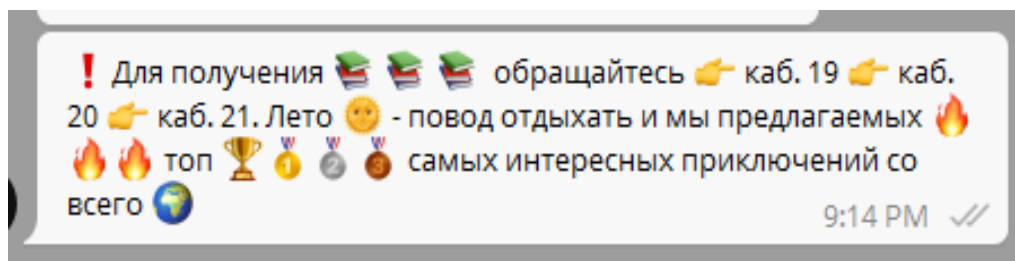 ❗ Для получения 📚 📚 📚 обращайтесь 👉 каб. 19 👉 каб.
20 👉 каб. 21. Лето 🌞 - повод отдыхать и мы предлагаемых 🔥
🔥 🔥 топ 🏆 🥇 🥈 🥉 самых интересных приключений со
всего 🌍
9:14 PM